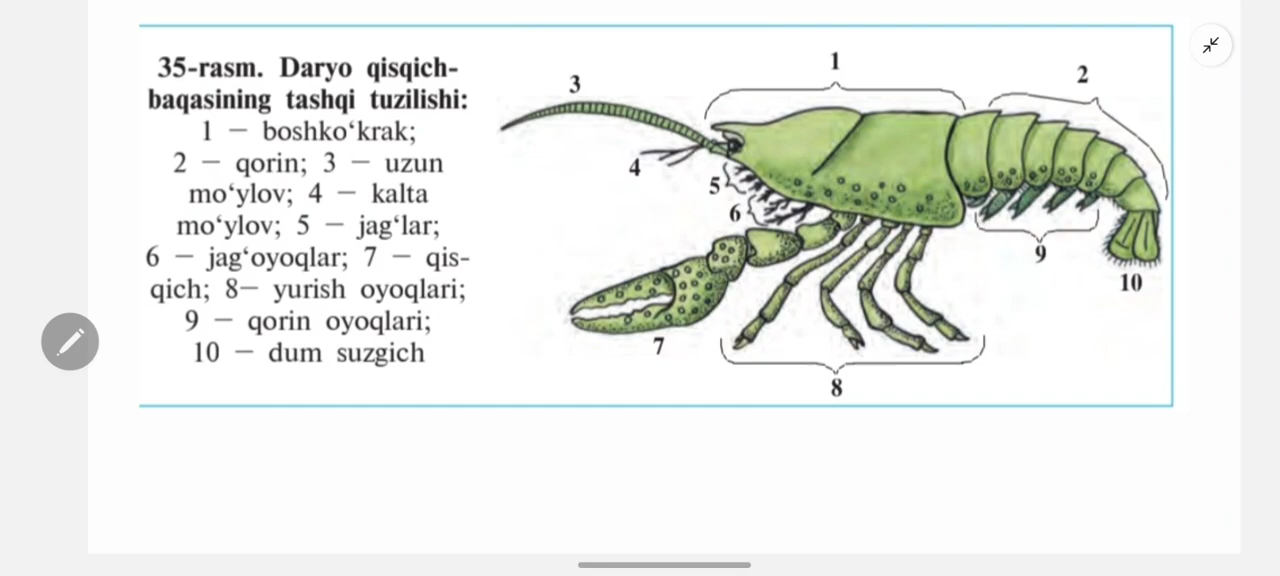 35-rasm. Daryo qisqich-
baqasining tashqi tuzilishi:
1 — boshko‘krak;
2 — qorin; 3 — uzun
mo‘ylov; 4 — kalta
mo‘ylov; 5 — jag‘lar;
6 — jag‘oyoqlar; 7 — qis-
qich; 8— yurish oyoqlari;
9 — qorin oyoqlari;
10 — dum suzgich
1
2
3
4
5
6
9
10
7
8